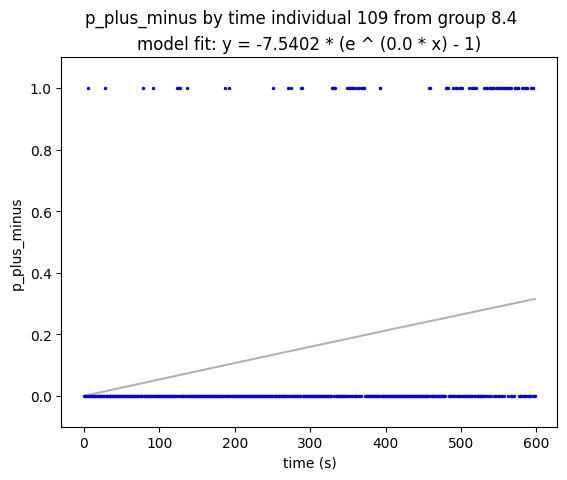 p_plus_minus by time individual 109 from group 8.4
model fit: y = -7.5402 * (e ^ (0.0 * x) - 1)
1.0
0.8
0.6
0.4
0.2
0.0
p_plus_minus
0 100 200 300 400 500 600
time (s)